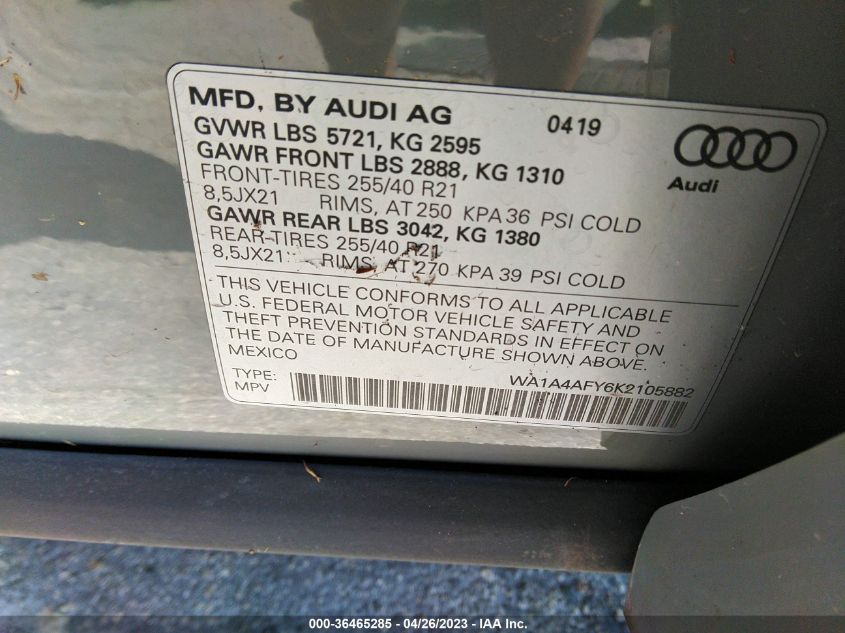 MFD. BY AUDI AG 0419
GVWR LBS 5721, KG 2595
GAWR FRONT LBS 2888, KG 1310
FRONT-TIRES 255/40 R21
8,5JX21 RIMS, AT 250 KPA 36 PSI COLD
GAWR REAR LBS 3042, KG 1380
REAR-TIRES 255/40 R21
8,5JX21 RIMS, AT 270 KPA 39 PSI COLD
Audi
THIS VEHICLE CONFORMS TO ALL APPLICABLE
U.S. FEDERAL MOTOR VEHICLE SAFETY AND
THEFT PREVENTION STANDARDS IN EFFECT ON
THE DATE OF MANUFACTURE SHOWN ABOVE.
MEXICO
TYPE: WA1A4AFY6K2105882
MPV
000-36465285 - 04/26/2023 - IAA Inc.